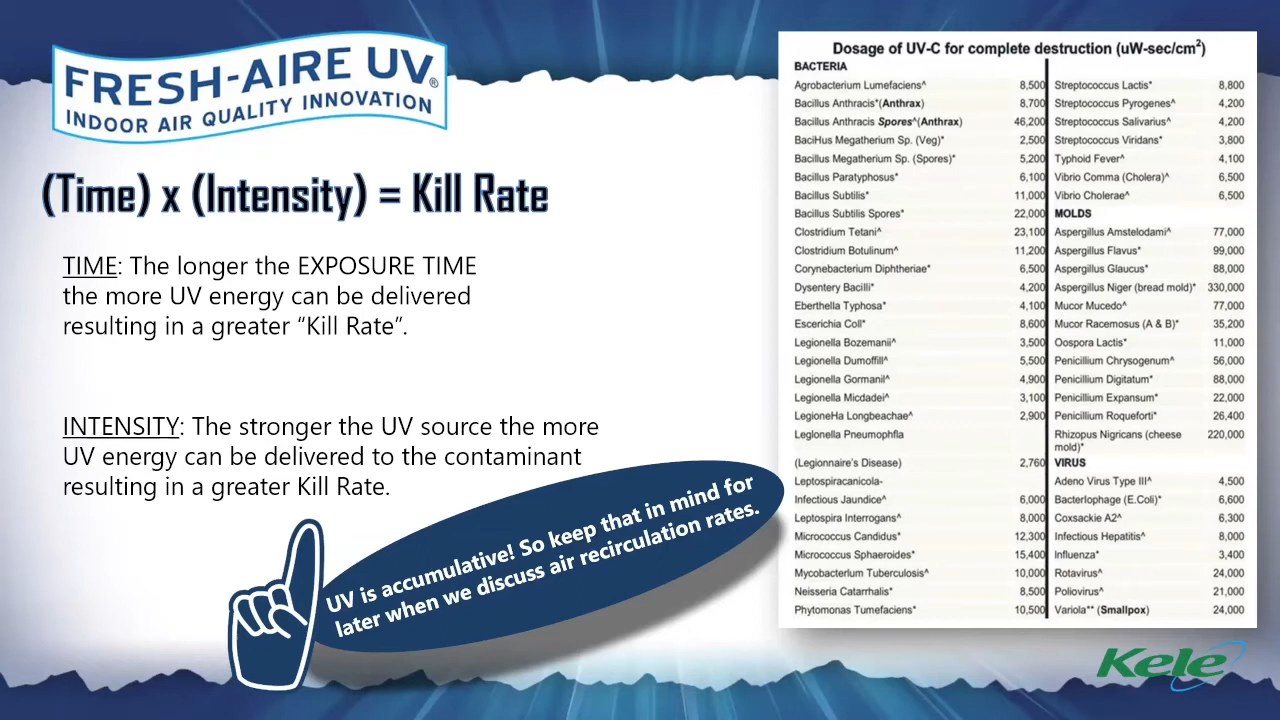 FRESH-AIRE UV®
INDOOR AIR QUALITY INNOVATION
(Time) x (Intensity) = Kill Rate
TIME: The longer the EXPOSURE TIME
the more UV energy can be delivered
resulting in a greater “Kill Rate”.
INTENSITY: The stronger the UV source the more
UV energy can be delivered to the contaminant
resulting in a greater Kill Rate.
UV is accumulative! So keep that in mind for
later when we discuss air recirculation rates.
Dosage of UV-C for complete destruction (uW-sec/cm²)
BACTERIA
Agrobacterium Lumefaciens^ 8,500
Bacillus Anthracis*(Anthrax) 8,700
Bacillus Anthracis Spores^(Anthrax) 46,200
BaciHus Megatherium Sp. (Veg)* 2,500
Bacillus Megatherium Sp. (Spores)* 5,200
Bacillus Paratyphosus* 6,100
Bacillus Subtilis* 11,000
Bacillus Subtilis Spores* 22,000
Clostridium Tetani^ 23,100
Clostridium Botulinum^ 11,200
Corynebacterium Diphtheriae* 6,500
Dysentery Bacilli* 4,200
Eberthella Typhosa* 4,100
Escherichia Coll* 8,600
Legionella Bozemanii^ 3,500
Legionella Dumoffill^ 5,500
Legionella Gormanil^ 4,900
Legionella Micdadei^ 3,100
LegioneHa Longbeachae^ 2,900
Leglonella Pneumophfla
(Legionnaire's Disease) 2,760
Leptospiracanicola-
Infectious Jaundice^ 6,000
Leptospira Interrogans^ 8,000
Micrococcus Candidus* 12,300
Micrococcus Sphaeroides* 15,400
Mycobacterlum Tuberculosis^ 10,000
Neisseria Catarrhalis* 8,500
Phytomonas Tumefaciens* 10,500
Streptococcus Lactis* 8,800
Streptococcus Pyrogenes^ 4,200
Streptococcus Salivarius^ 4,200
Streptococcus Viridans* 3,800
Typhoid Fever^ 4,100
Vibrio Comma (Cholera)^ 6,500
Vibrio Cholerae^ 6,500
MOLDS
Aspergillus Amstelodami^ 77,000
Aspergillus Flavus* 99,000
Aspergillus Glaucus* 88,000
Aspergillus Niger (bread mold)* 330,000
Mucor Mucedo^ 77,000
Mucor Racemosus (A & B)* 35,200
Oospora Lactis* 11,000
Penicillium Chrysogenum^ 56,000
Penicillium Digitatum* 88,000
Penicillium Expansum* 22,000
Penicillium Roqueforti* 26,400
Rhizopus Nigricans (cheese 220,000
mold)*
VIRUS
Adeno Virus Type III^ 4,500
Bacterlophage (E.Coli)* 6,600
Coxsackie A2^ 6,300
Infectious Hepatitis^ 8,000
Influenza* 3,400
Rotavirus^ 24,000
Poliovirus^ 21,000
Variola** (Smallpox) 24,000
Kele